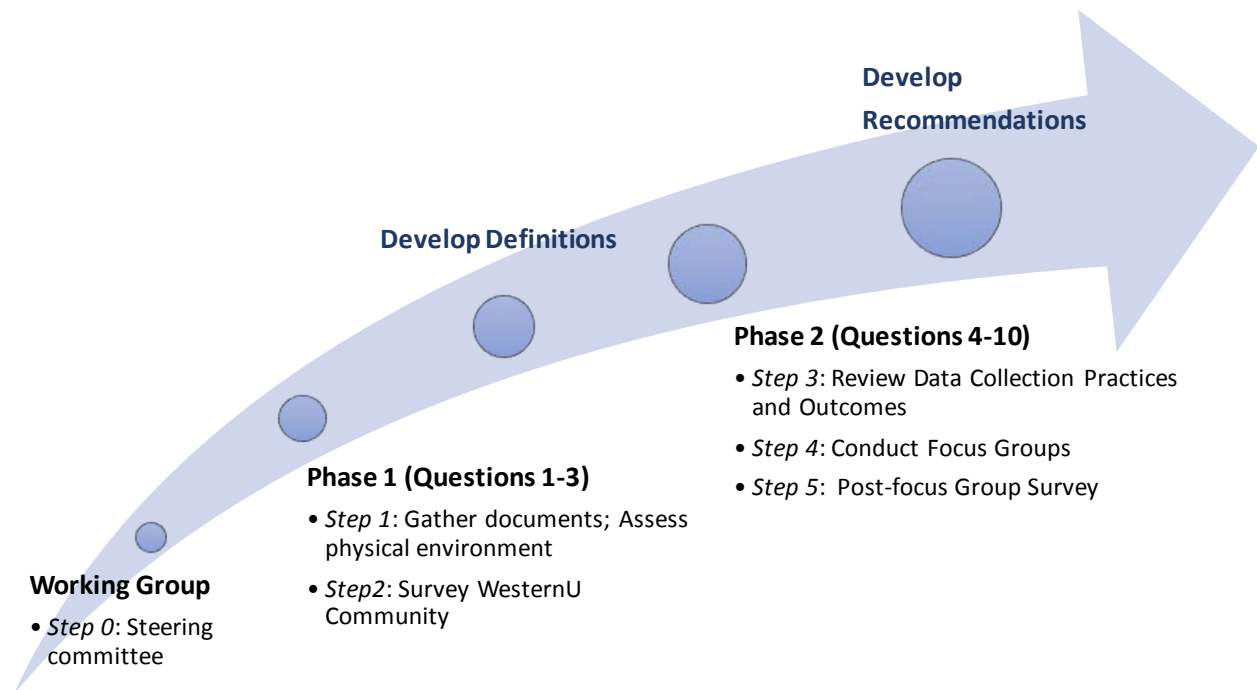 Develop
Recommendations
Develop Definitions
Phase 2 (Questions 4-10)
• Step 3: Review Data Collection Practices
and Outcomes
• Step 4: Conduct Focus Groups
• Step 5: Post-focus Group Survey
Phase 1 (Questions 1-3)
• Step 1: Gather documents; Assess
physical environment
• Step2: Survey WesternU
Community
Working Group
• Step 0: Steering
committee